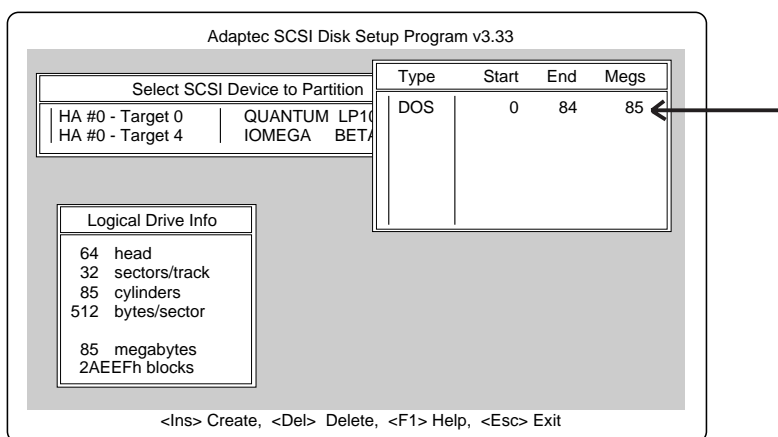 Adaptec SCSI Disk Setup Program v3.33
Select SCSI Device to Partition
HA #0 - Target 0 QUANTUM LP10
HA #0 - Target 4 IOMEGA BETA
Type Start End Megs
DOS 0 84 85
Logical Drive Info
64 head
32 sectors/track
85 cylinders
512 bytes/sector
85 megabytes
2AEEFh blocks
<Ins> Create, <Del> Delete, <F1> Help, <Esc> Exit